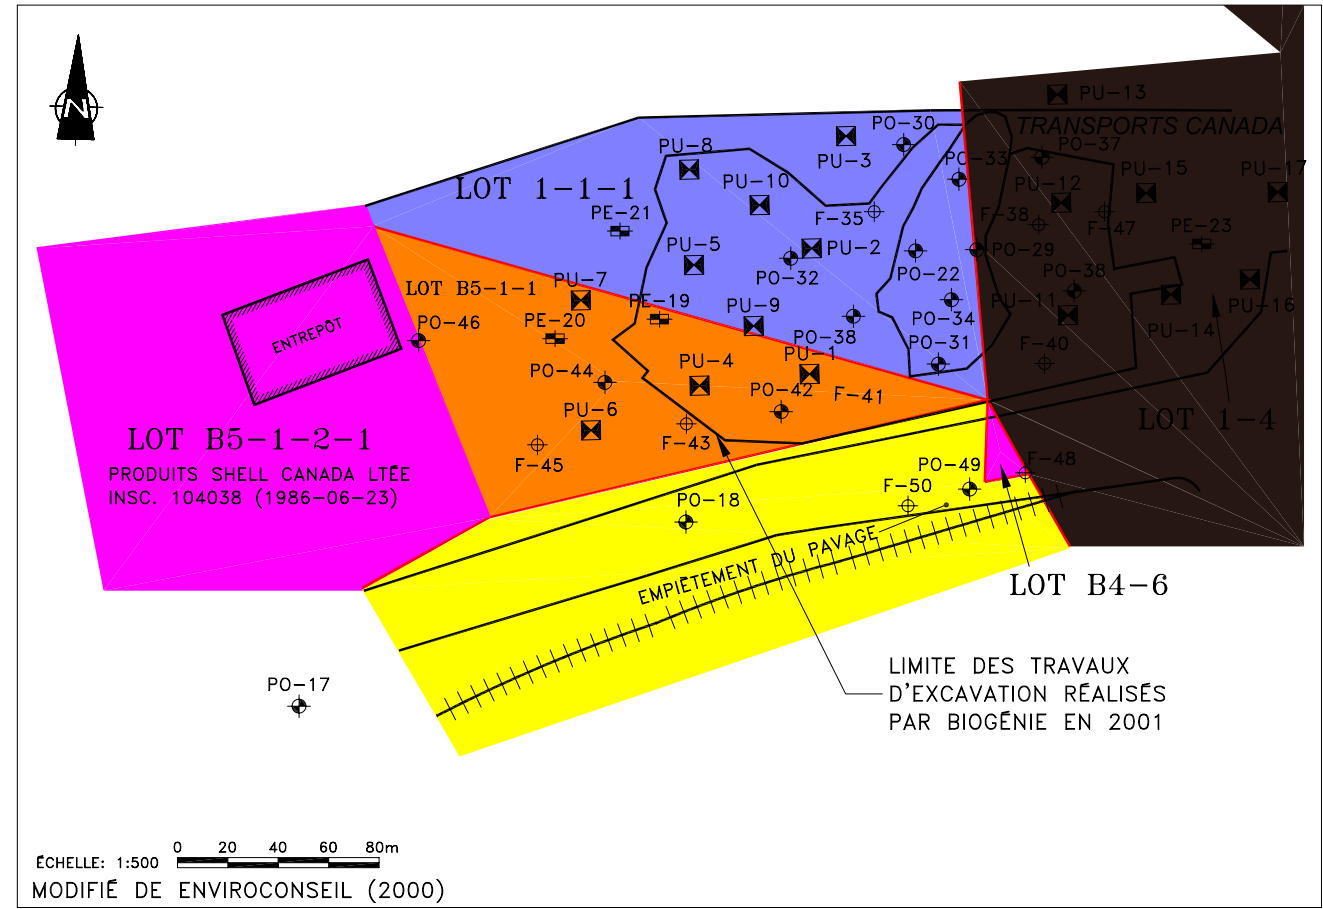 N
PU-13
TRANSPORTS CANADA
PO-30
PU-3
PU-8
PO-33
PO-37
PU-15
PU-17
PU-10
PU-12
LOT 1-1-1
PE-21
F-35
F-38
F-47
PE-23
PU-5
PU-2
PO-29
PO-32
PO-22
PO-38
PU-7
LOT B5-1-1
PE-19
PU-9
PO-38
PO-34
PU-11
PU-14
PU-16
PO-46
PE-20
ENTREPÔT
PO-31
F-40
PU-4
PU-1
PO-44
PO-42
F-41
PU-6
F-43
F-45
LOT 1-4
LOT B5-1-2-1
PRODUITS SHELL CANADA LTÉE
INSC. 104038 (1986-06-23)
PO-49
F-48
F-50
PO-18
EMPIÈTEMENT DU PAVAGE
LOT B4-6
PO-17
LIMITE DES TRAVAUX
D'EXCAVATION RÉALISÉS
PAR BIOGÉNIE EN 2001
0 20 40 60 80m
ÉCHELLE: 1:500
MODIFIÉ DE ENVIROCONSEIL (2000)